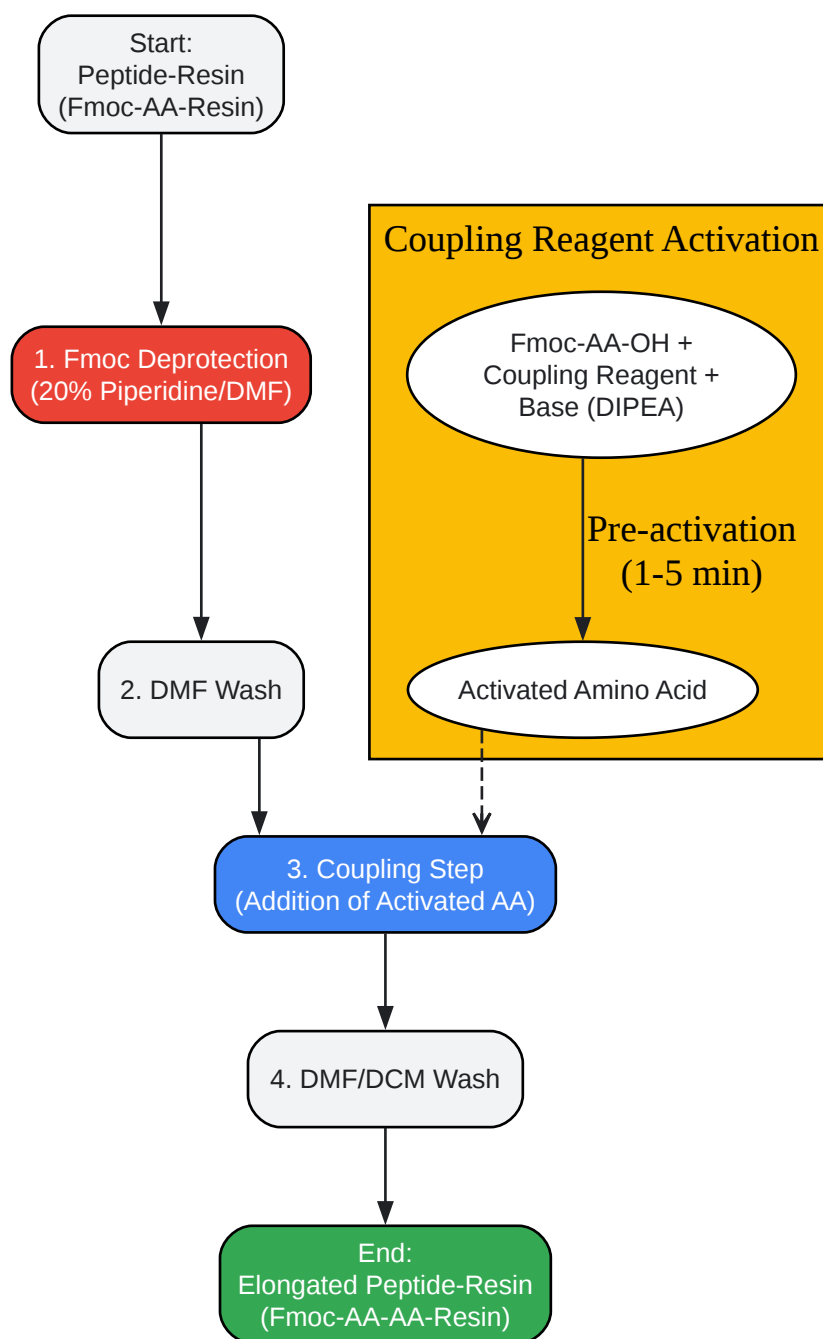 Start:
Peptide-Resin
(Fmoc-AA-Resin)
1. Fmoc Deprotection
(20% Piperidine/DMF)
2. DMF Wash
Coupling Reagent Activation
Fmoc-AA-OH +
Coupling Reagent +
Base (DIPEA)
Pre-activation
(1-5 min)
Activated Amino Acid
3. Coupling Step
(Addition of Activated AA)
4. DMF/DCM Wash
End:
Elongated Peptide-Resin
(Fmoc-AA-AA-Resin)